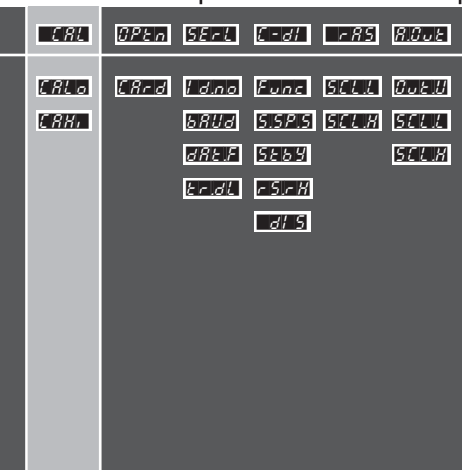 CAL OPtn SErL C-dI rAS A.Out
CALo CArd Id.no Func SCL.L Out.U
CAHi bAUd S.SP.S SCL.H SCL.L
dAt.F Stby SCL.H
tr.dL rSrH
dI S